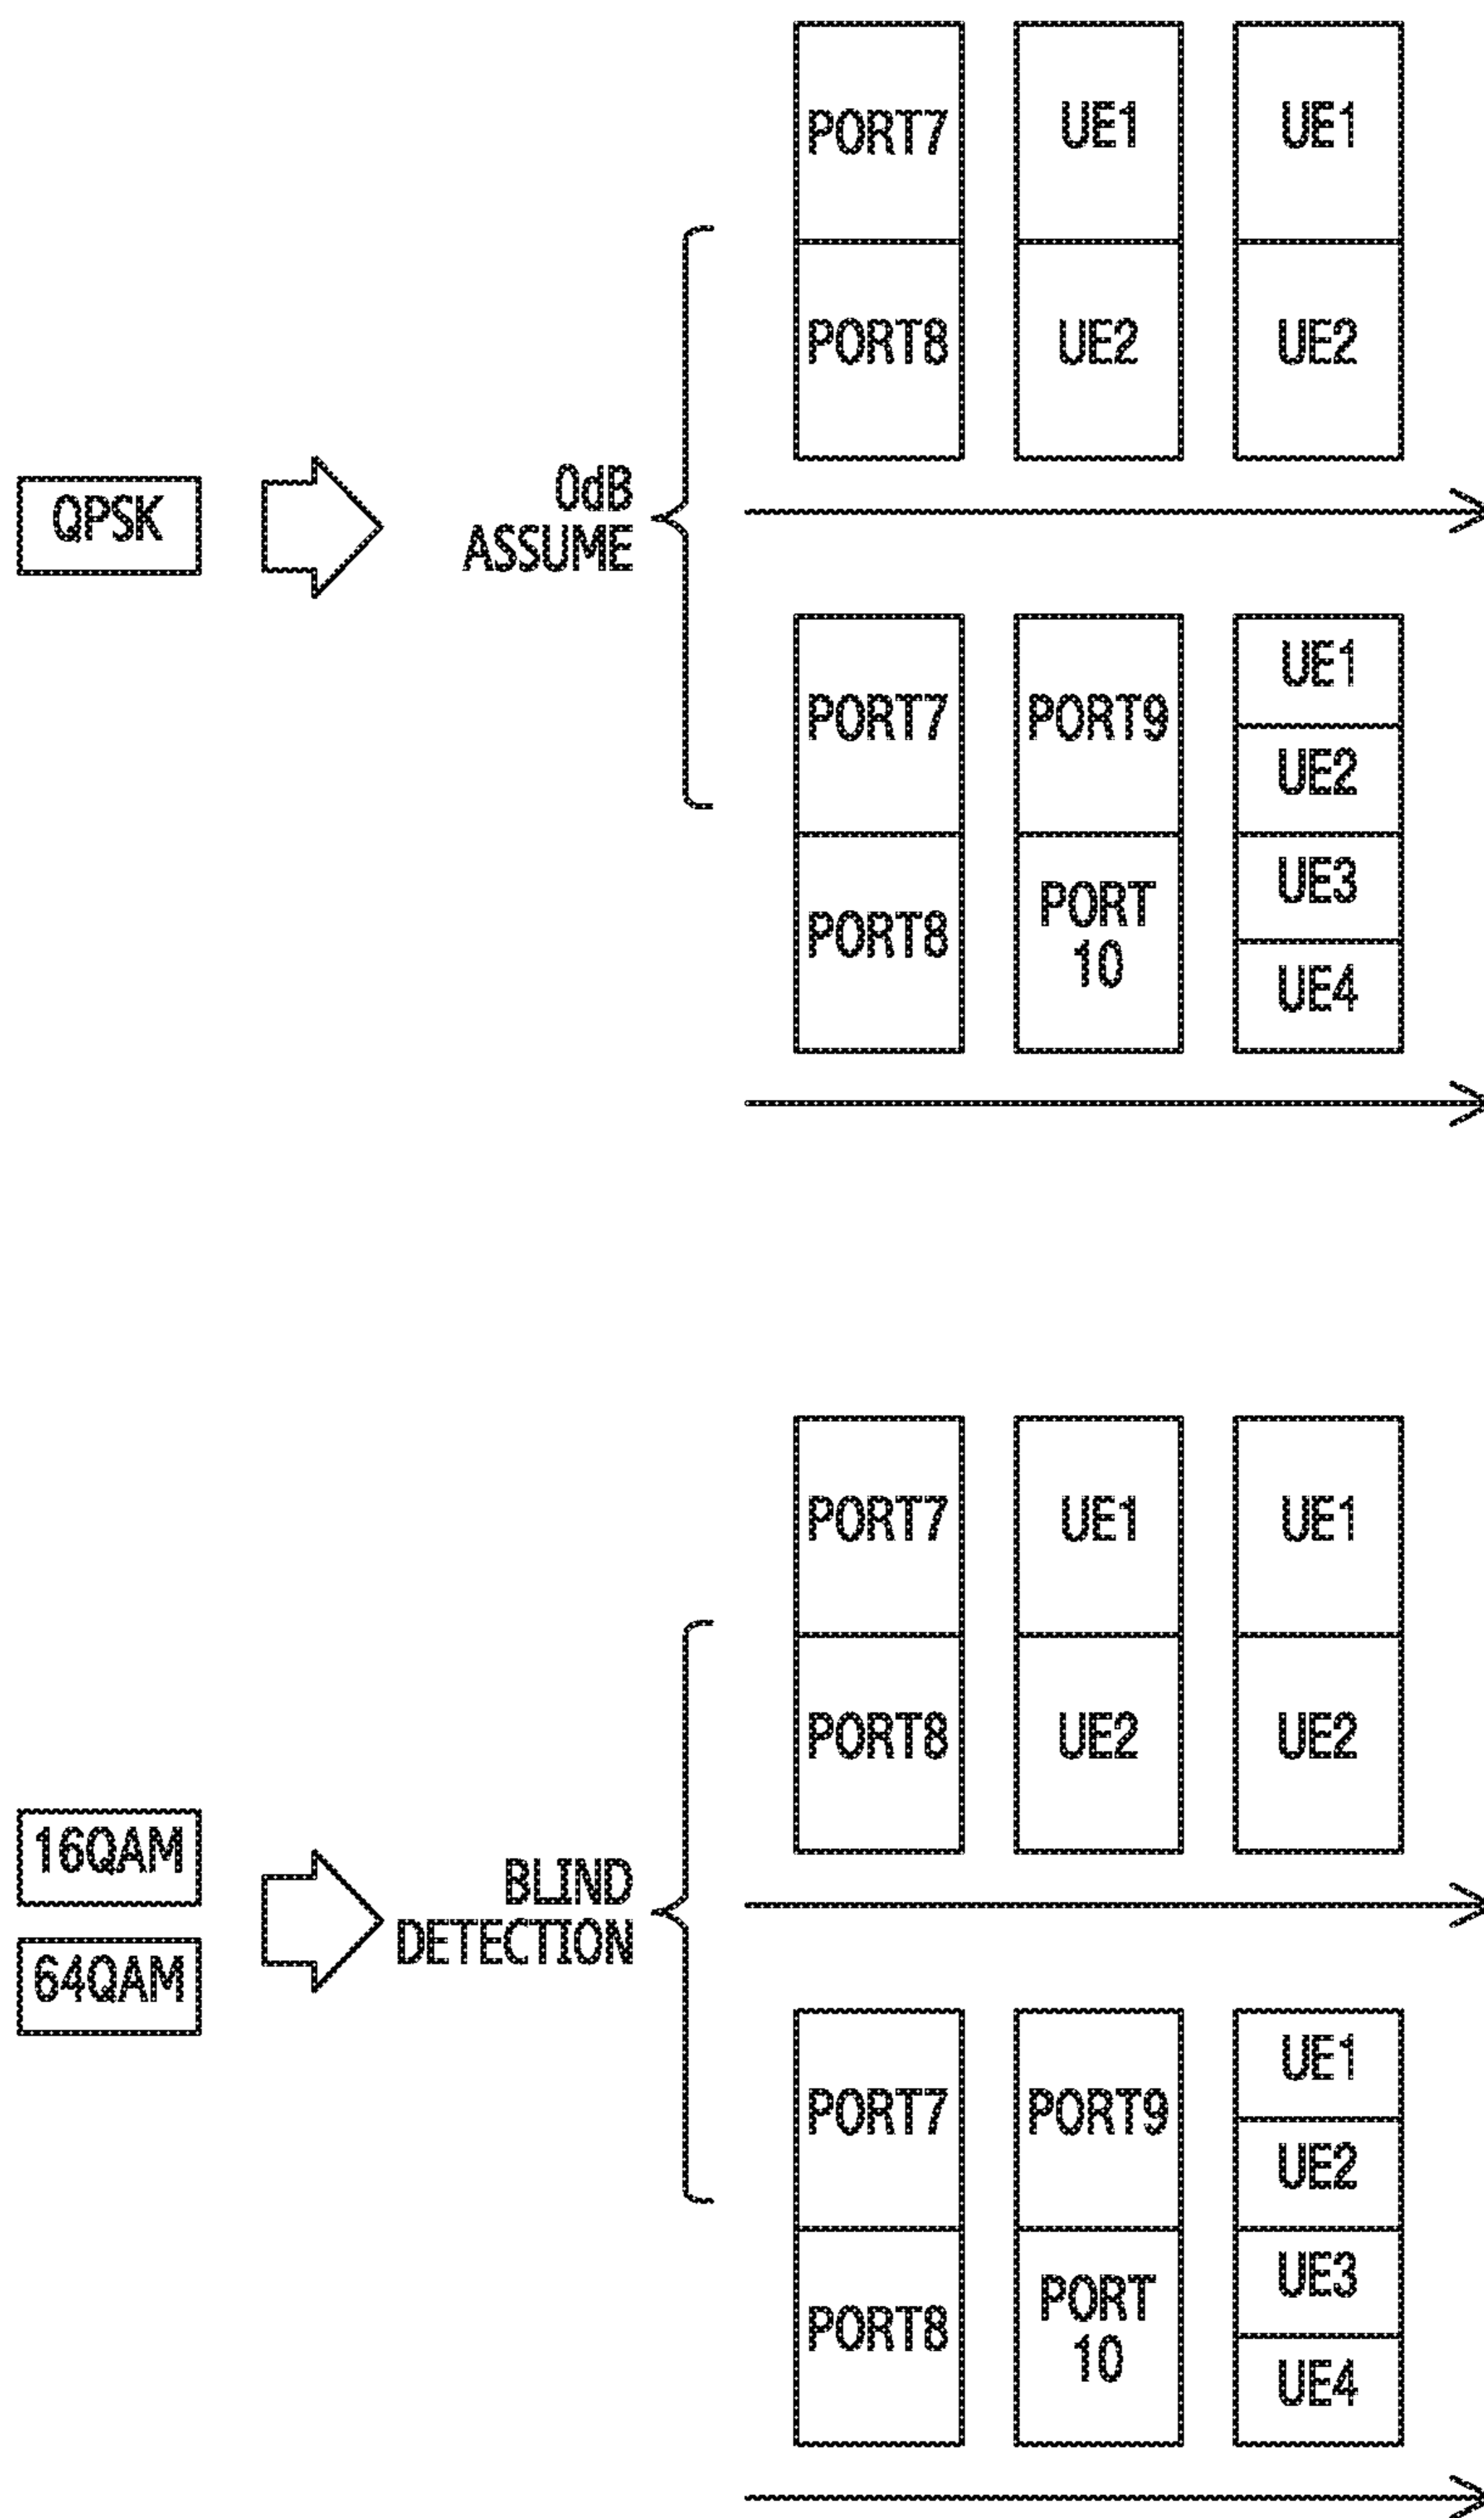 PORT7
UE1
UE1
PORT8
UE2
UE2
QPSK
0dB
ASSUME
PORT7
PORT9
UE1
UE2
PORT8
PORT
10
UE3
UE4
PORT7
UE1
UE1
PORT8
UE2
UE2
16QAM
64QAM
BLIND
DETECTION
PORT7
PORT9
UE1
UE2
PORT8
PORT
10
UE3
UE4